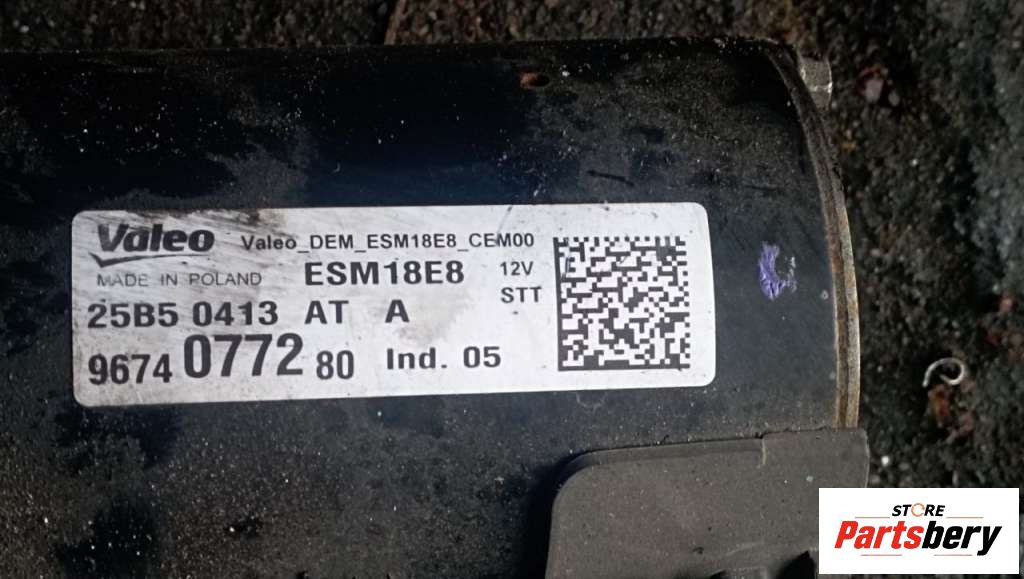 Valeo Valeo_DEM_ESM18E8_CEM00
MADE IN POLAND ESM18E8 12V
STT
25B5 0413 AT A
9674 0772 80 Ind. 05
STORE
Partsbery